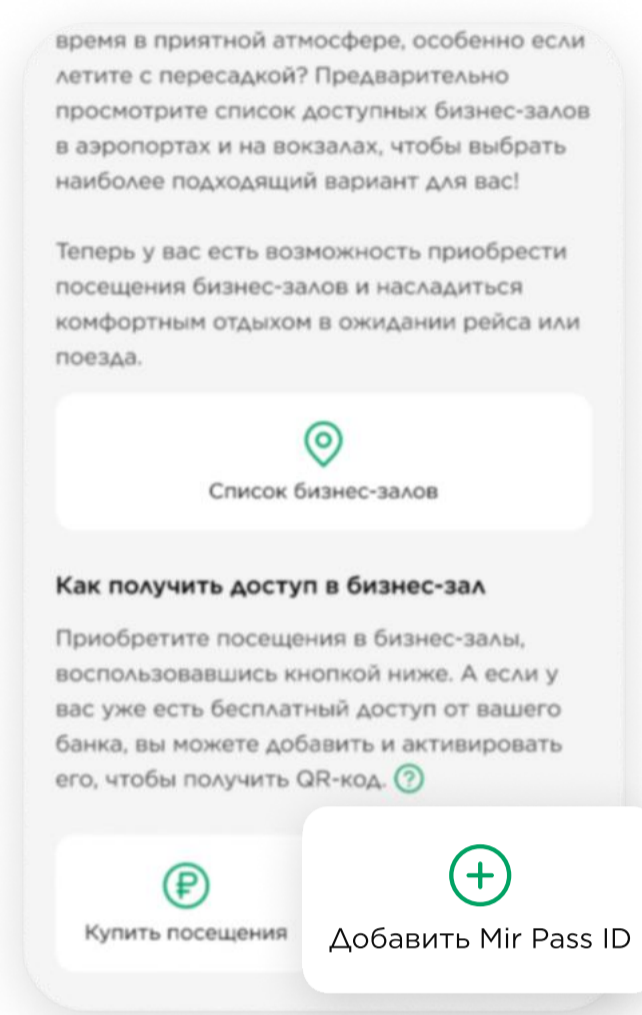 время в приятной атмосфере, особенно если
летите с пересадкой? Предварительно
просмотрите список доступных бизнес-залов
в аэропортах и на вокзалах, чтобы выбрать
наиболее подходящий вариант для вас!
Теперь у вас есть возможность приобрести
посещения бизнес-залов и насладиться
комфортным отдыхом в ожидании рейса или
поезда.
Список бизнес-залов
Как получить доступ в бизнес-зал
Приобретите посещения в бизнес-залы,
воспользовавшись кнопкой ниже. А если у
вас уже есть бесплатный доступ от вашего
банка, вы можете добавить и активировать
его, чтобы получить QR-код. ?
Купить посещения
Добавить Mir Pass ID